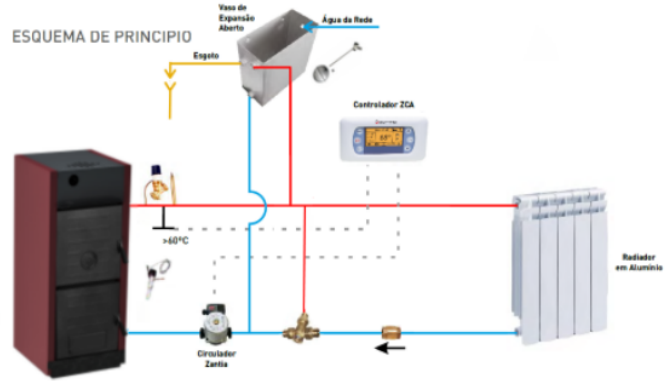 ESQUEMA DE PRINCIPIO
Vaso de
Expansão
Aberto
Água da Rede
Esgoto
Controlador ZCA
>60ºC
Radiador
em Alumínio
Circulador
Zantia